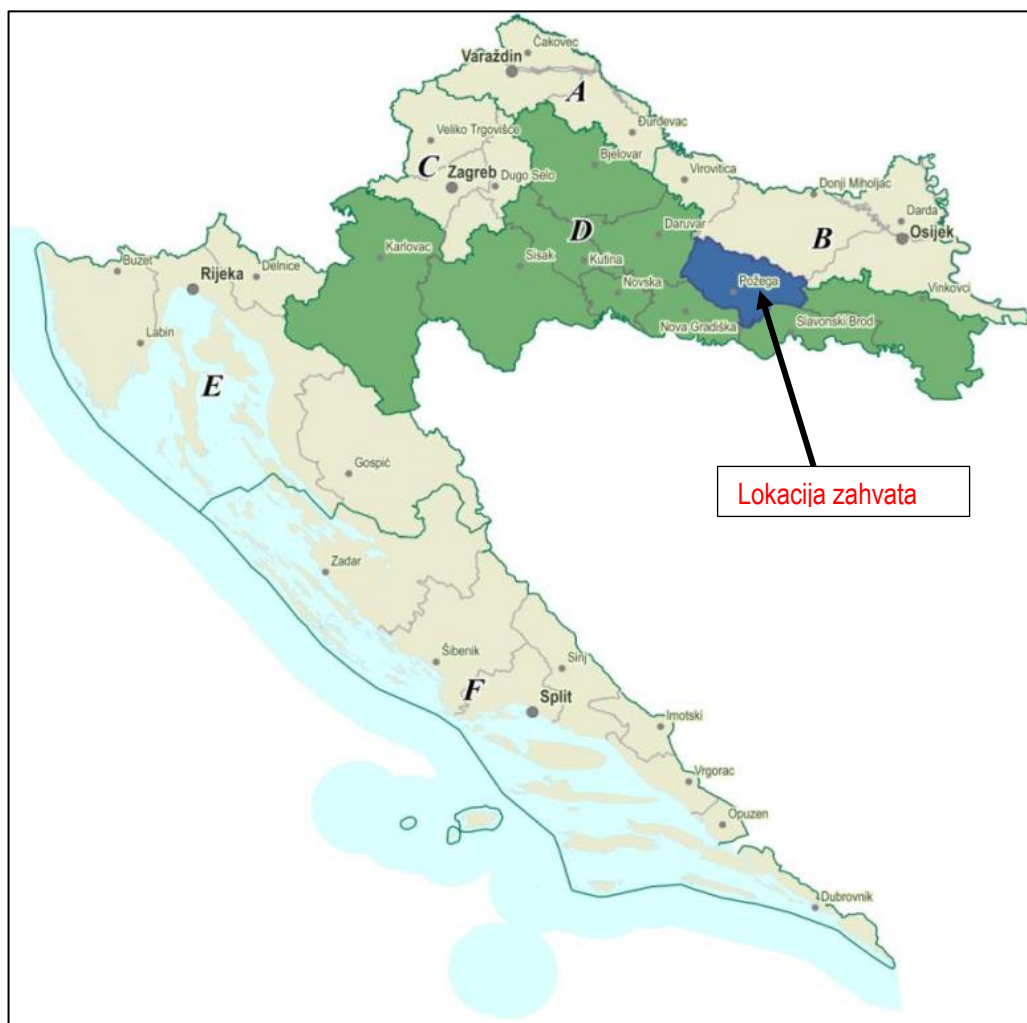 Čakovec
Varaždin
A
Đurđevac
Veliko Trgovišće
Bjelovar
C
Virovitica
Zagreb
Dugo Selo
Donji Miholjac
Darda
Osijek
D
Daruvar
B
Karlovac
Buzet
Delnice
Sisak
Kutina
Rijeka
Požega
Novska
Vinkovci
Nova Gradiška
Slavonski Brod
Labin
E
Gospić
Lokacija zahvata
Zadar
Šibenik
Sinj
F
Split
Imotski
Vrgorac
Opuzen
Dubrovnik